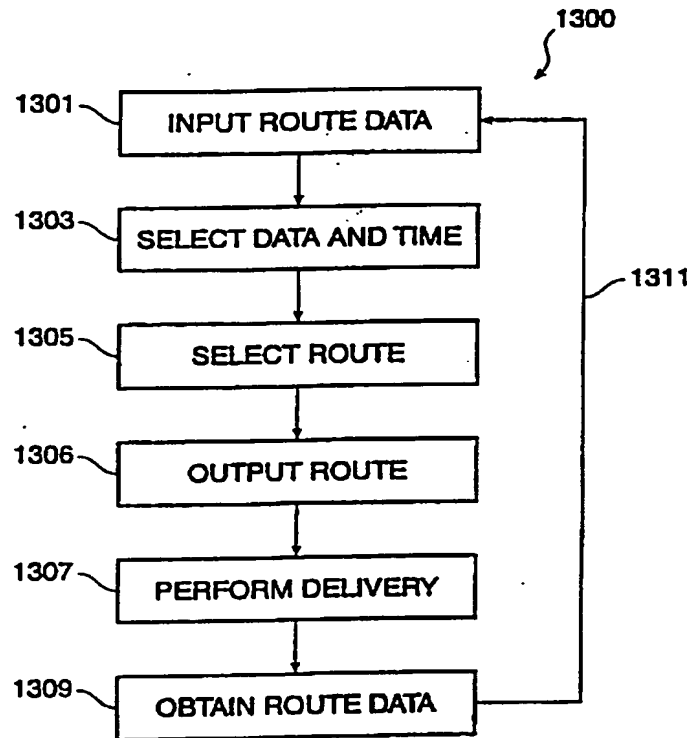 1300
1301
INPUT ROUTE DATA
1303
SELECT DATA AND TIME
1311
1305
SELECT ROUTE
1306
OUTPUT ROUTE
1307
PERFORM DELIVERY
1309
OBTAIN ROUTE DATA